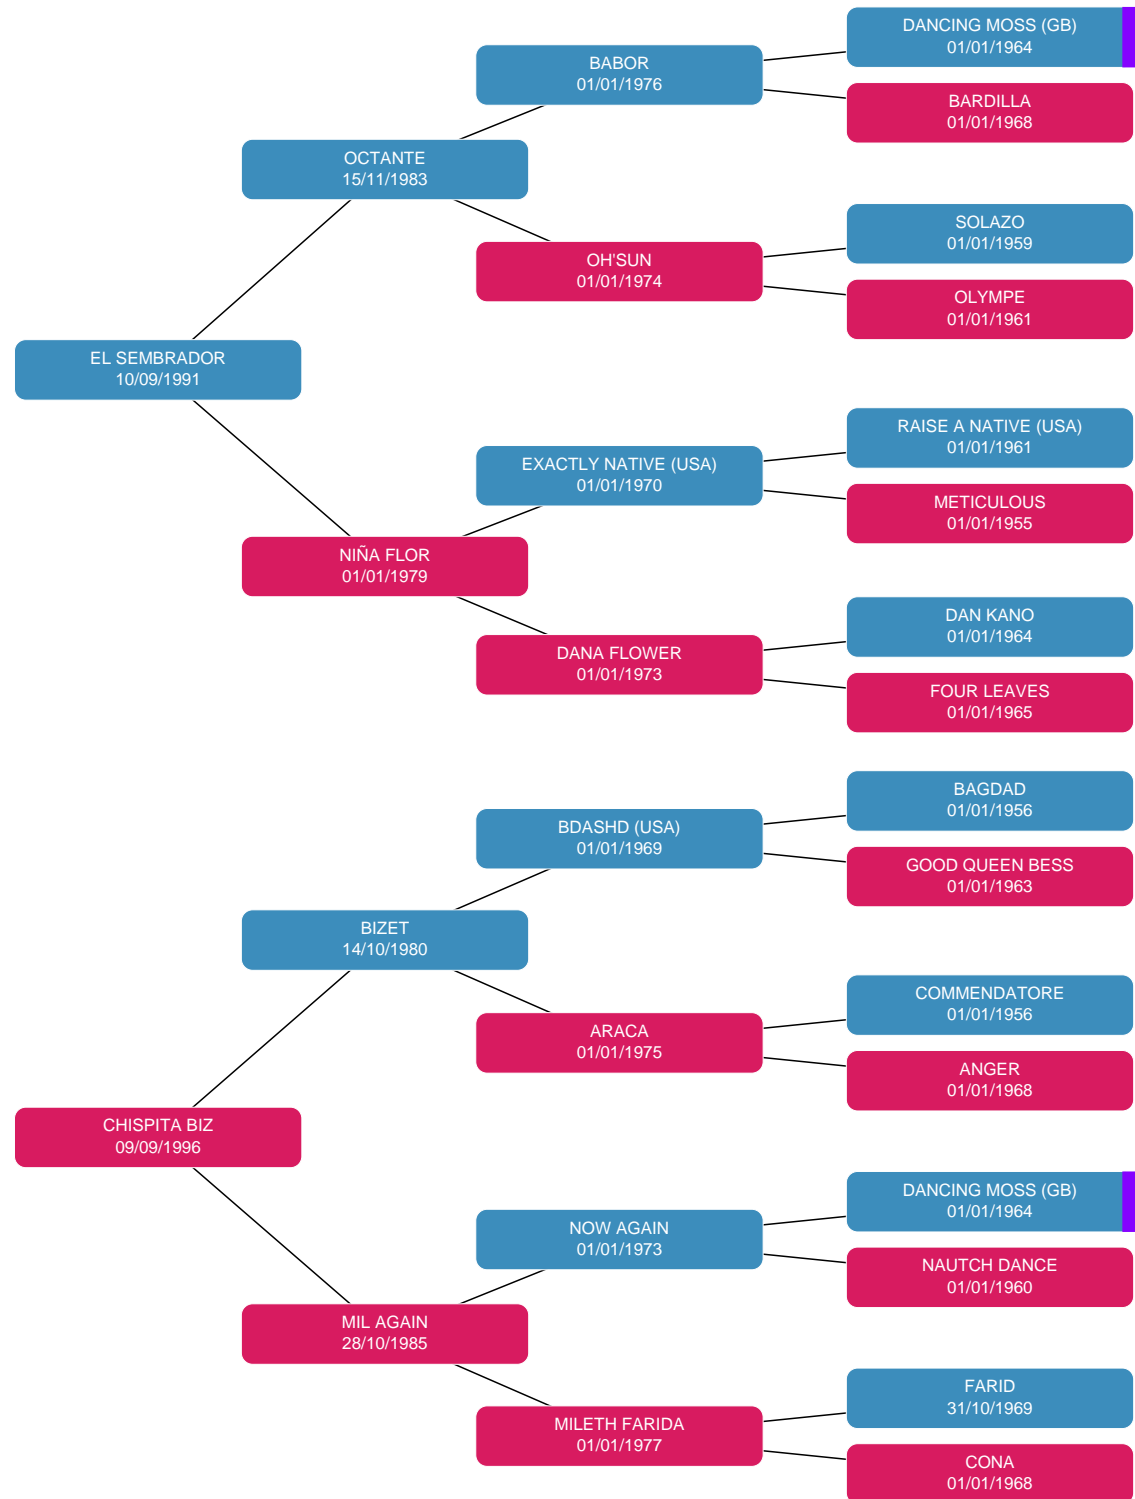 DANCING MOSS (GB)
01/01/1964
BABOR
01/01/1976
BARDILLA
01/01/1968
OCTANTE
15/11/1983
SOLAZO
01/01/1959
OH'SUN
01/01/1974
OLYMPE
01/01/1961
EL SEMBRADOR
10/09/1991
RAISE A NATIVE (USA)
01/01/1961
EXACTLY NATIVE (USA)
01/01/1970
METICULOUS
01/01/1955
NIÑA FLOR
01/01/1979
DAN KANO
01/01/1964
DANA FLOWER
01/01/1973
FOUR LEAVES
01/01/1965
BAGDAD
01/01/1956
BDASHD (USA)
01/01/1969
GOOD QUEEN BESS
01/01/1963
BIZET
14/10/1980
COMMENDATORE
01/01/1956
ARACA
01/01/1975
ANGER
01/01/1968
CHISPITA BIZ
09/09/1996
DANCING MOSS (GB)
01/01/1964
NOW AGAIN
01/01/1973
NAUTCH DANCE
01/01/1960
MIL AGAIN
28/10/1985
FARID
31/10/1969
MILETH FARIDA
01/01/1977
CONA
01/01/1968